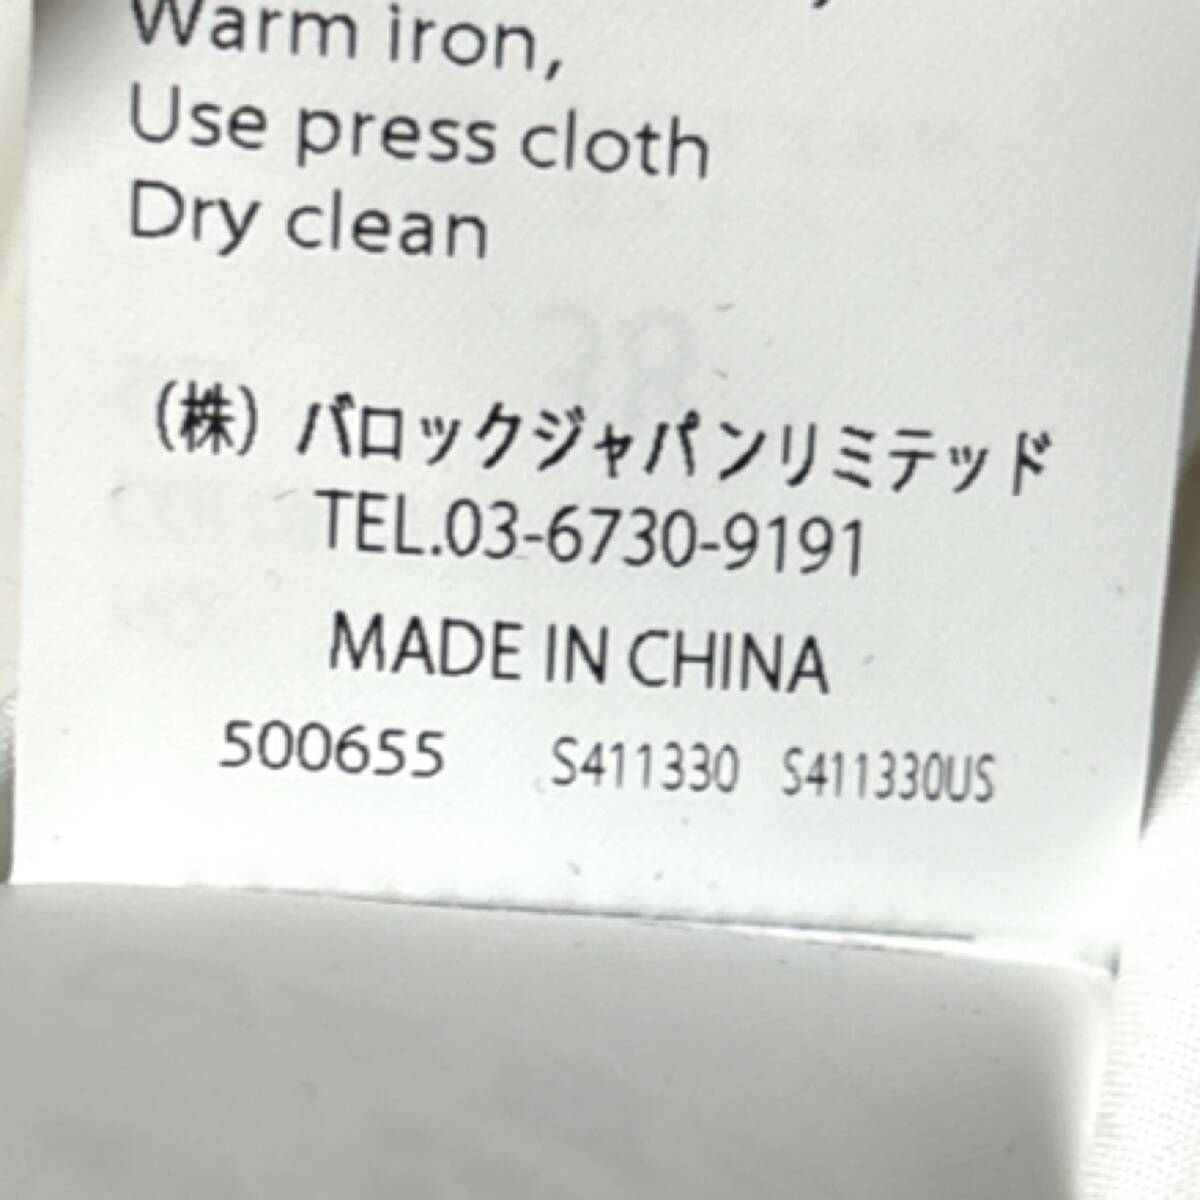 Warm iron,
Use press cloth
Dry clean
(株) バロックジャパンリミテッド
TEL.03-6730-9191
MADE IN CHINA
500655 S411330 S411330US